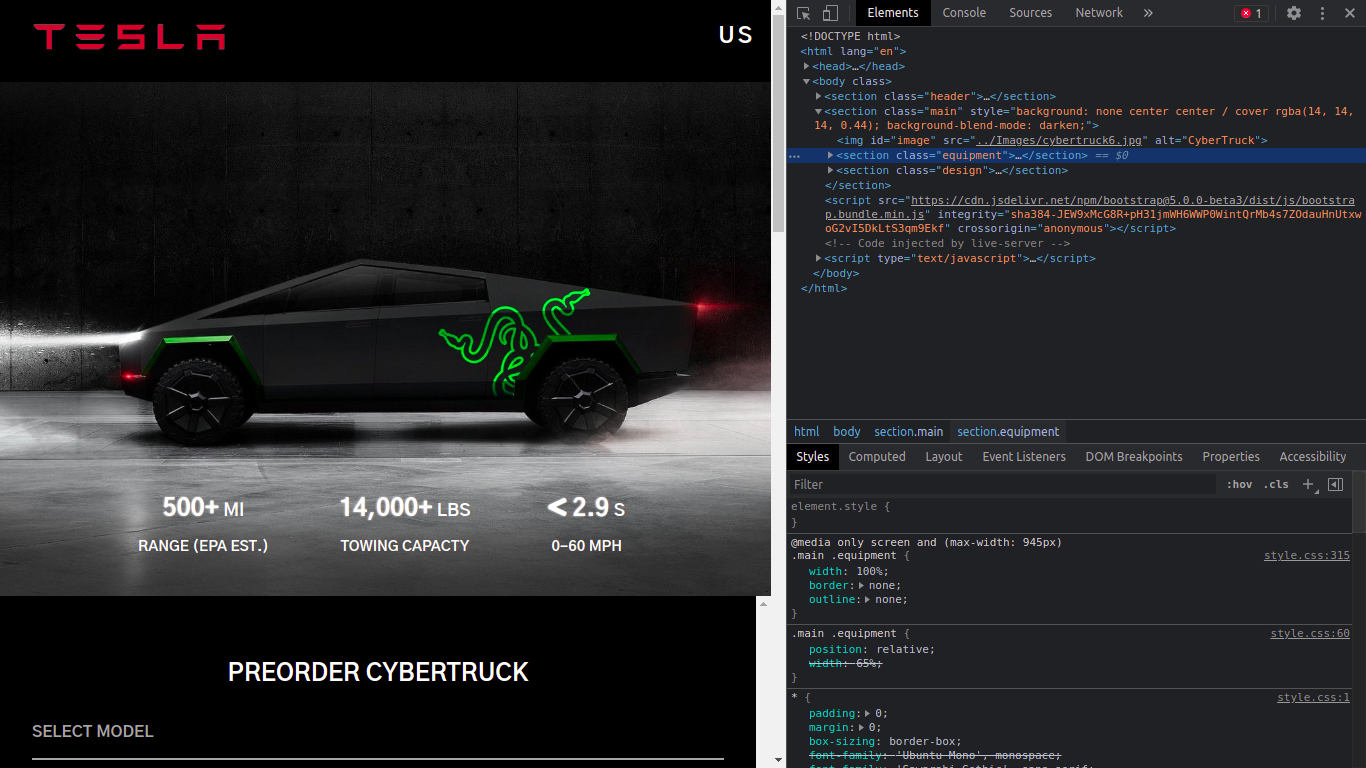 TESLA
US
500+ MI
14,000+ LBS
< 2.9 S
RANGE (EPA EST.)
TOWING CAPACTY
0-60 MPH
PREORDER CYBERTRUCK
SELECT MODEL
Elements
Console
Sources
Network
»
1
<!DOCTYPE html>
<html lang="en">
<head>…</head>
<body class>
<section class="header">…</section>
<section class="main" style="background: none center center / cover rgba(14, 14,
14, 0.44); background-blend-mode: darken;">
<img id="image" src="../Images/cybertruck6.jpg" alt="CyberTruck">
<section class="equipment">…</section> == $0
<section class="design">…</section>
</section>
<script src="https://cdn.jsdelivr.net/npm/bootstrap@5.0.0-beta3/dist/js/bootstra
p.bundle.min.js" integrity="sha384-JEW9xMcG8R+pH31jmWH6WWP0WintQrMb4s7ZOdauHnUtxw
oG2vI5DkLtS3qm9Ekf" crossorigin="anonymous"></script>
<!-- Code injected by live-server -->
<script type="text/javascript">…</script>
</body>
</html>
html
body
section.main
section.equipment
Styles
Computed
Layout
Event Listeners
DOM Breakpoints
Properties
Accessibility
Filter
:hov
.cls
element.style {
}
@media only screen and (max-width: 945px)
.main .equipment {
style.css:315
width: 100%;
border: none;
outline: none;
}
.main .equipment {
style.css:60
position: relative;
width: 65%;
}
* {
style.css:1
padding: 0;
margin: 0;
box-sizing: border-box;
font-family: 'Ubuntu Mono', monospace;